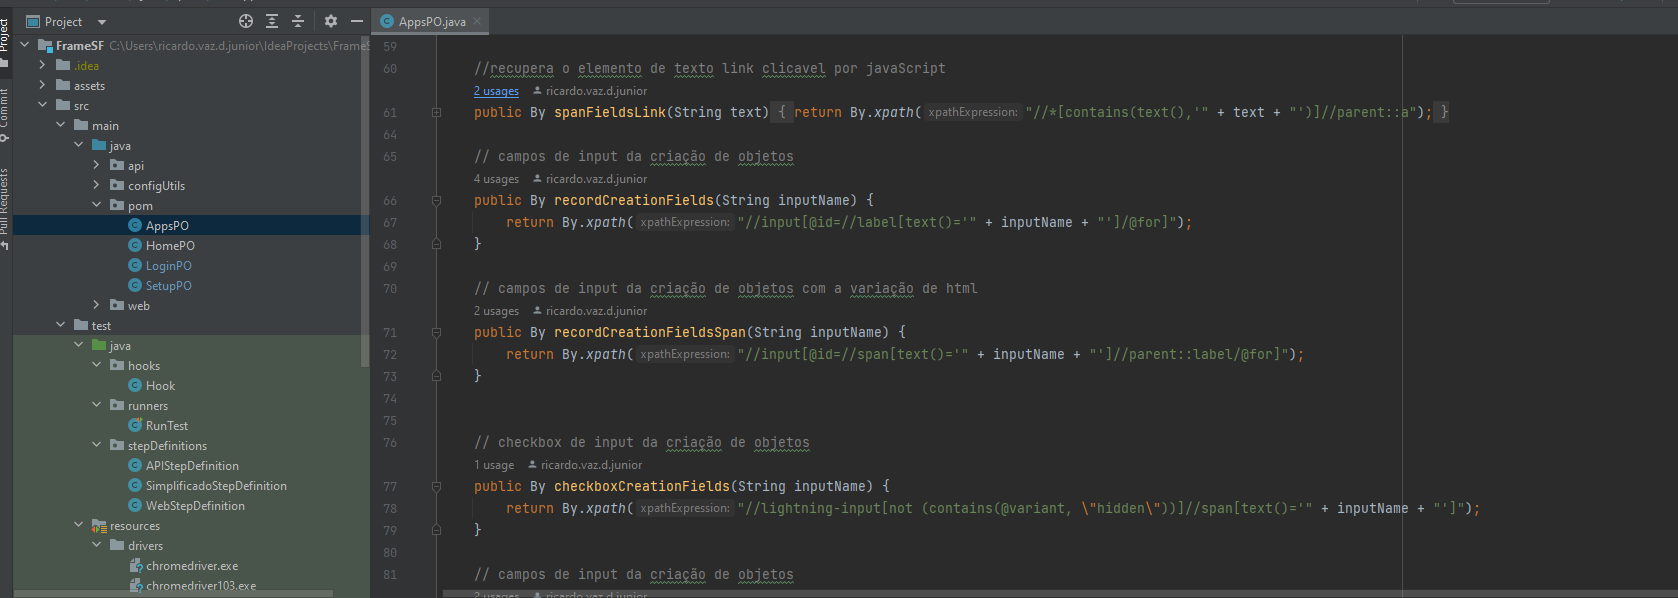 Project
AppsPO.java
Project
Commit
Pull Requests
FrameSF C:\Users\ricardo.vaz.d.junior\IdeaProjects\FrameSF
.idea
assets
src
main
java
api
configUtils
pom
AppsPO
HomePO
LoginPO
SetupPO
web
test
java
hooks
Hook
runners
RunTest
stepDefinitions
APIStepDefinition
SimplificadoStepDefinition
WebStepDefinition
resources
drivers
chromedriver.exe
chromedriver103.exe
59
60 //recupera o elemento de texto link clicavel por javaScript
2 usages ricardo.vaz.d.junior
61 public By spanFieldsLink(String text) { return By.xpath( xpathExpression: "//*[contains(text(),'" + text + "')]//parent::a"); }
64
65 // campos de input da criação de objetos
4 usages ricardo.vaz.d.junior
66 public By recordCreationFields(String inputName) {
67 return By.xpath( xpathExpression: "//input[@id=//label[text()='" + inputName + "']/@for]");
68 }
69
70 // campos de input da criação de objetos com a variação de html
2 usages ricardo.vaz.d.junior
71 public By recordCreationFieldsSpan(String inputName) {
72 return By.xpath( xpathExpression: "//input[@id=//span[text()='" + inputName + "']//parent::label/@for]");
73 }
74
75
76 // checkbox de input da criação de objetos
1 usage ricardo.vaz.d.junior
77 public By checkboxCreationFields(String inputName) {
78 return By.xpath( xpathExpression: "//lightning-input[not (contains(@variant, \"hidden\"))]//span[text()='" + inputName + "']");
79 }
80
81 // campos de input da criação de objetos
2 usages ricardo.vaz.d.junior